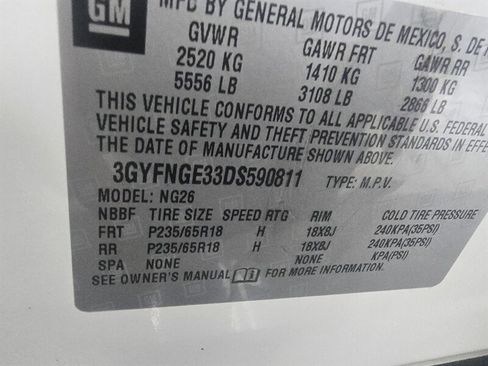 GM
MFD BY GENERAL MOTORS DE MEXICO, S. DE
GVWR GAWR FRT GAWR RR
2520 KG 1410 KG 1300 KG
5556 LB 3108 LB 2866 LB
THIS VEHICLE CONFORMS TO ALL APPLICABLE U.S. FEDERAL
VEHICLE SAFETY AND THEFT PREVENTION STANDARDS IN EFFE
THE DATE OF MANUFACTURE SHOWN ABOVE.
3GYFNGE33DS590811 TYPE: M.P.V.
MODEL: NG26
NBBF TIRE SIZE SPEED RTG RIM COLD TIRE PRESSURE
FRT P235/65R18 H 18X8J 240KPA(35PSI)
RR P235/65R18 H 18X8J 240KPA(35PSI)
SPA NONE NONE KPA(PSI)
SEE OWNER'S MANUAL FOR MORE INFORMATION.